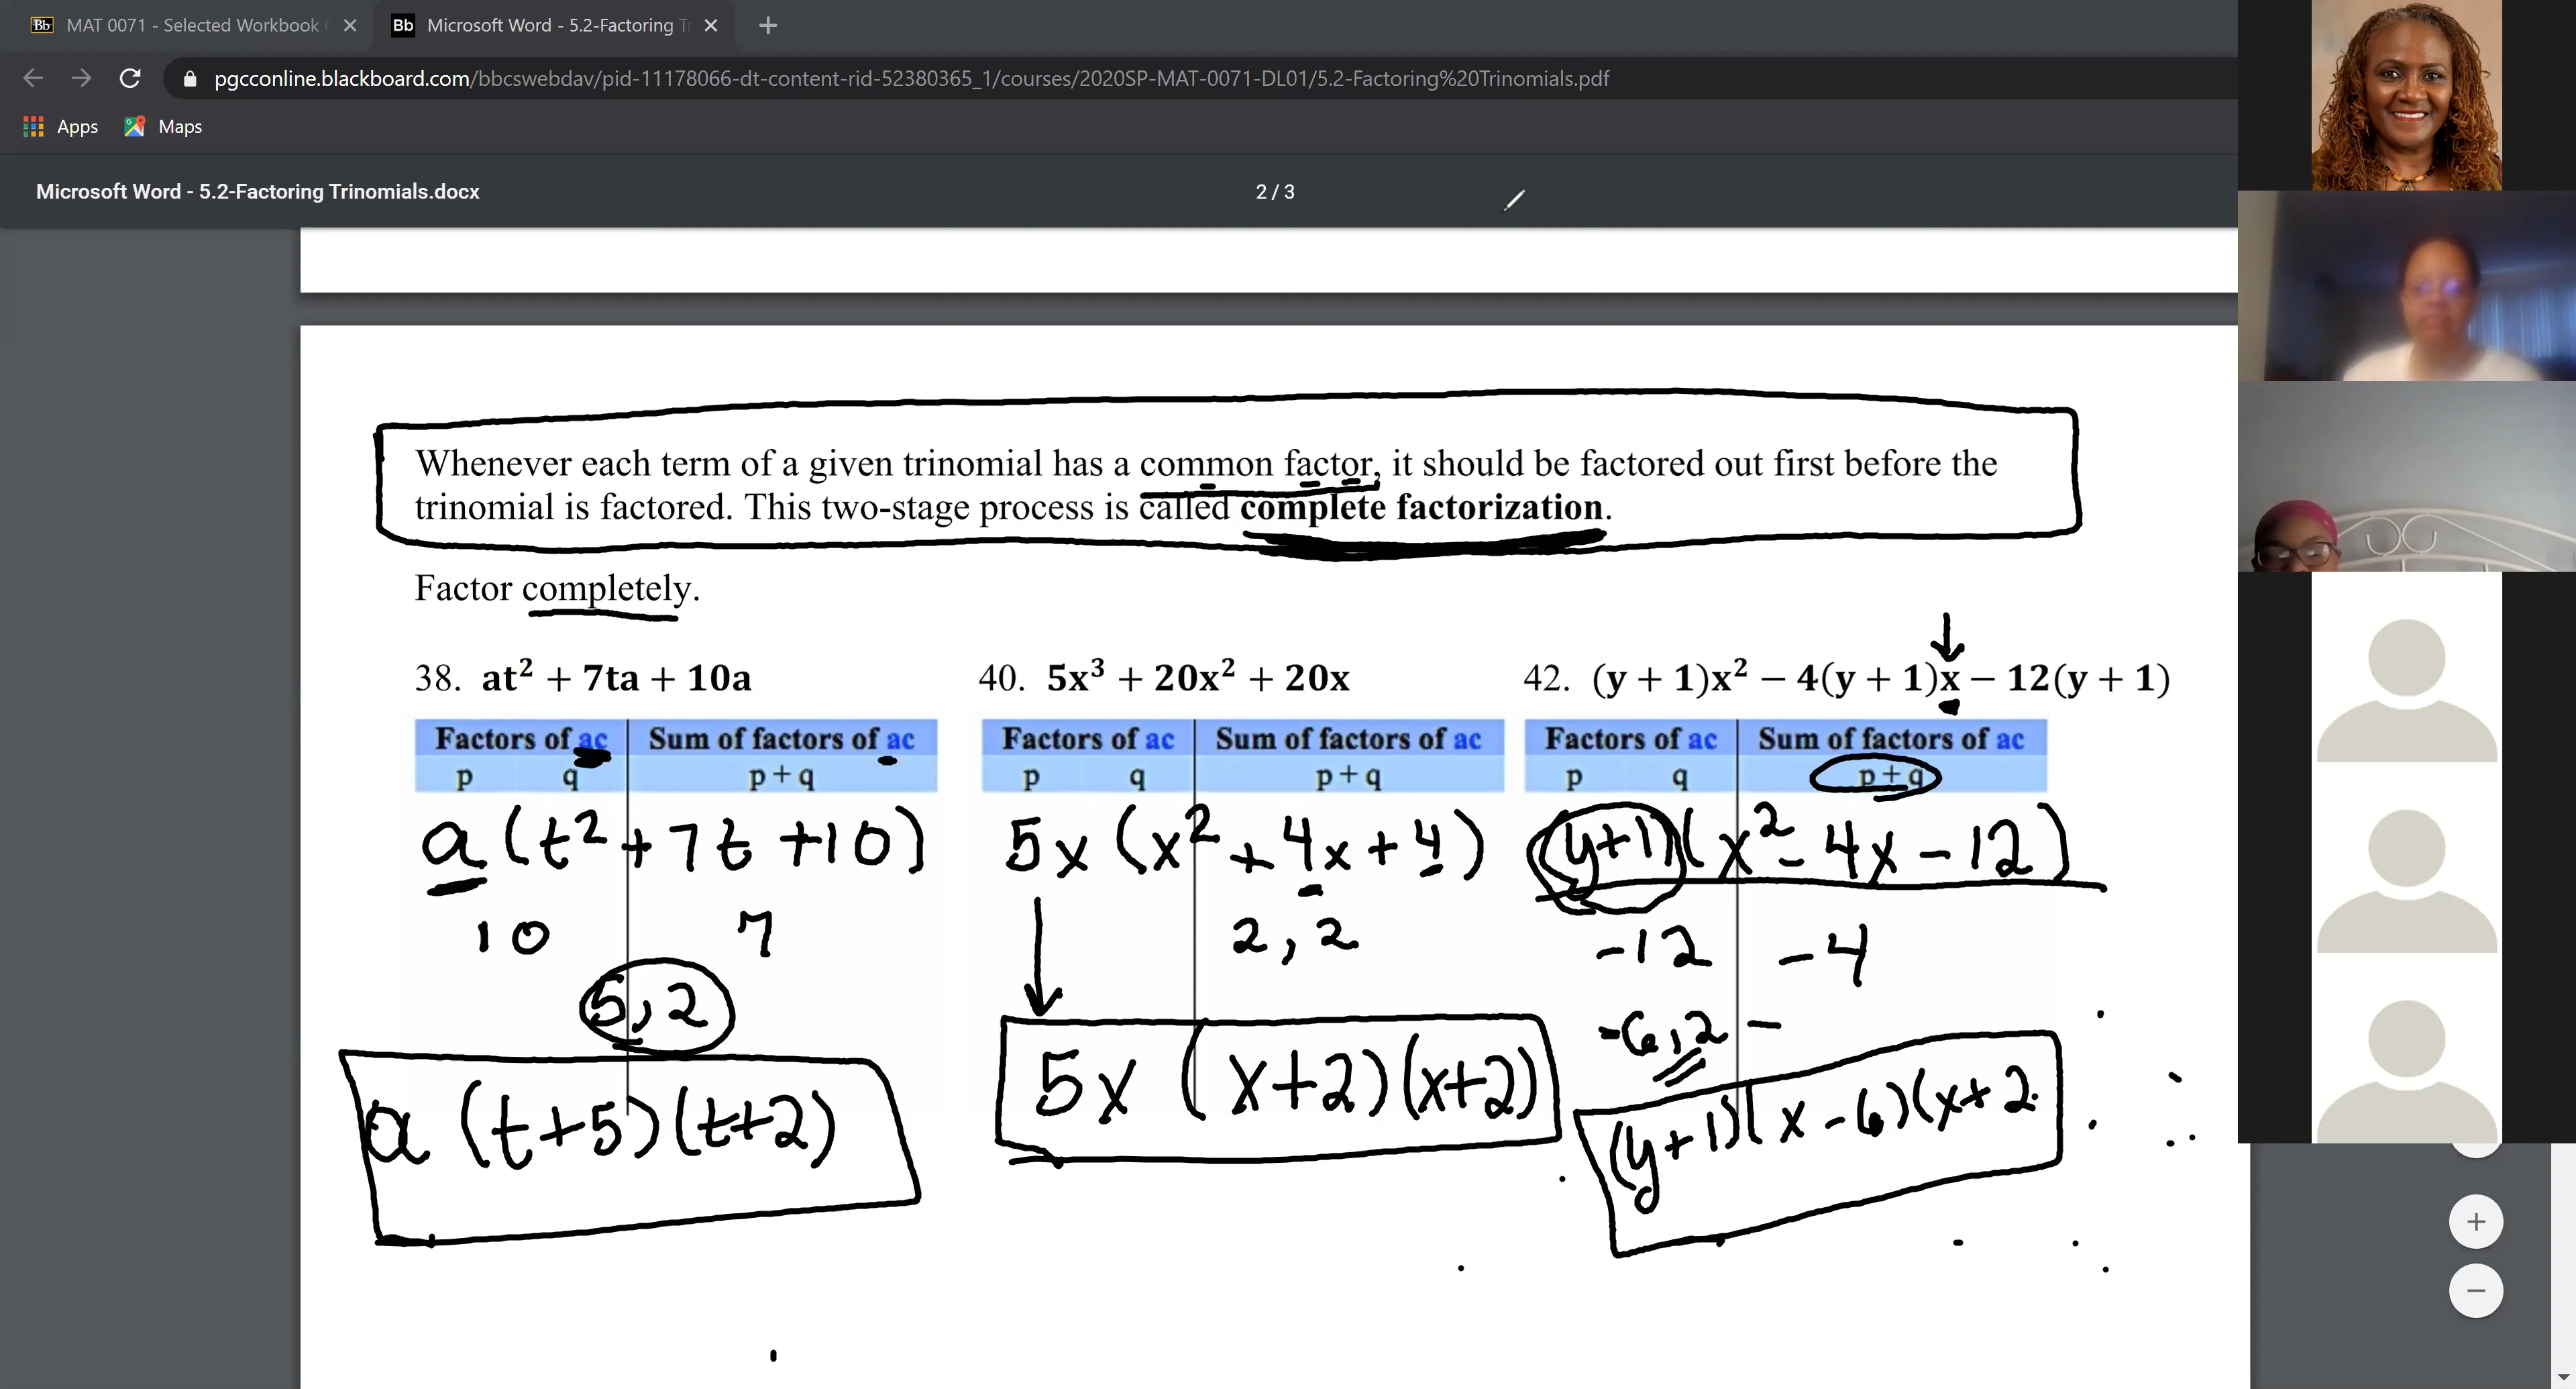 MAT 0071 - Selected Workbook
Microsoft Word - 5.2-Factoring Tr
pgcconline.blackboard.com/bbcswebdav/pid-11178066-dt-content-rid-52380365_1/courses/2020SP-MAT-0071-DL01/5.2-Factoring%20Trinomials.pdf
Apps Maps
Microsoft Word - 5.2-Factoring Trinomials.docx
2 / 3
Whenever each term of a given trinomial has a common factor, it should be factored out first before the
trinomial is factored. This two-stage process is called complete factorization.
Factor completely.
38. at² + 7ta + 10a
Factors of ac Sum of factors of ac
p q p + q
a (t² + 7t + 10)
10 7
5, 2
a (t+5)(t+2)
40. 5x³ + 20x² + 20x
Factors of ac Sum of factors of ac
p q p + q
5x (x² + 4x + 4)
2, 2
5x (x+2)(x+2)
42. (y + 1)x² − 4(y + 1)x − 12(y + 1)
Factors of ac Sum of factors of ac
p q p + q
(y+1)(x² - 4x - 12)
-12 -4
-6, 2 -
(y+1)(x-6)(x+2